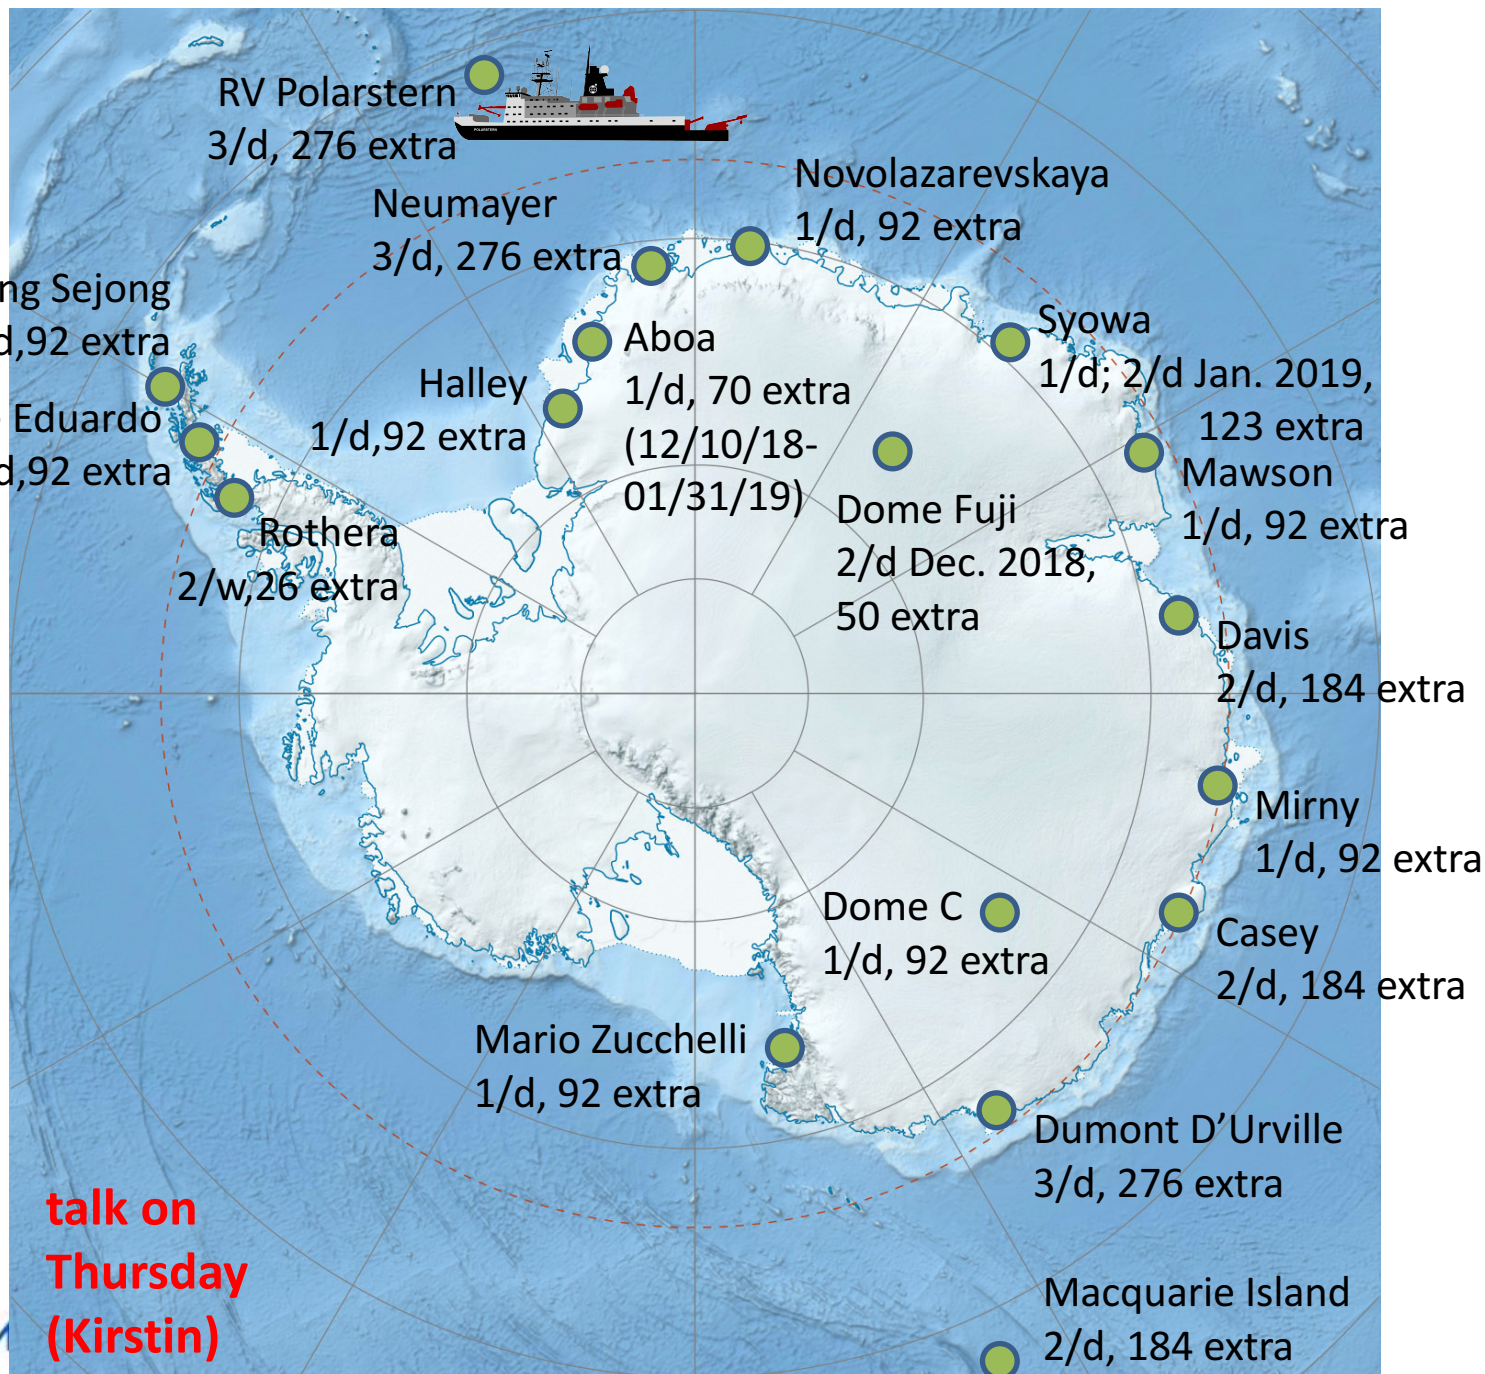 RV Polarstern
3/d, 276 extra
POLARSTERN
Novolazarevskaya
1/d, 92 extra
Neumayer
3/d, 276 extra
ng Sejong
d,92 extra
Syowa
1/d; 2/d Jan. 2019,
123 extra
Aboa
1/d, 70 extra
(12/10/18-
01/31/19)
Halley
1/d,92 extra
Eduardo
d,92 extra
Mawson
1/d, 92 extra
Dome Fuji
2/d Dec. 2018,
50 extra
Rothera
2/w,26 extra
Davis
2/d, 184 extra
Mirny
1/d, 92 extra
Dome C
1/d, 92 extra
Casey
2/d, 184 extra
Mario Zucchelli
1/d, 92 extra
Dumont D’Urville
3/d, 276 extra
talk on
Thursday
(Kirstin)
Macquarie Island
2/d, 184 extra